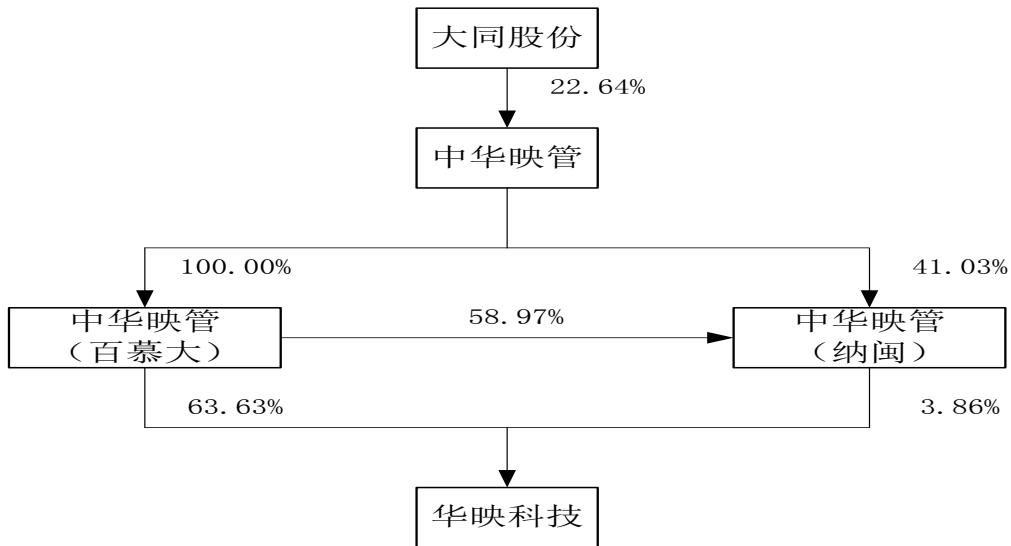 大同股份
22.64%
中华映管
100.00%
41.03%
中华映管
（百慕大）
58.97%
中华映管
（纳闽）
63.63%
3.86%
华映科技